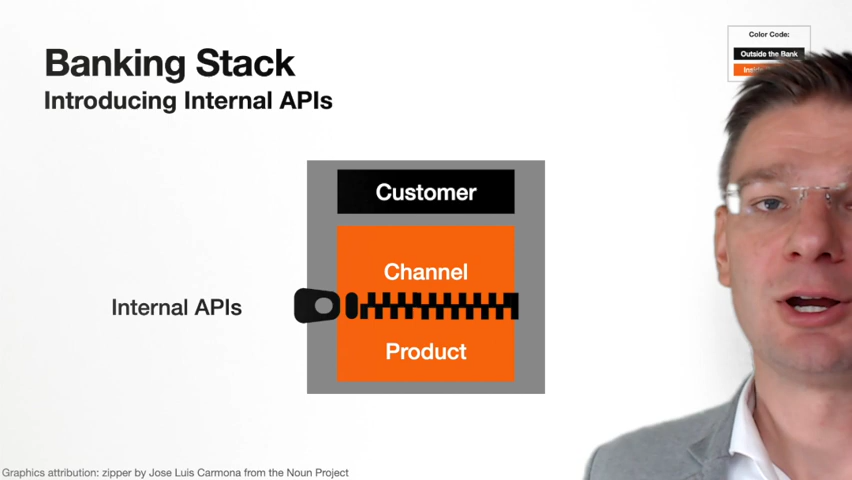 Banking Stack
Introducing Internal APIs
Color Code:
Outside the Bank
Customer
Channel
Internal APIs
Product
Graphics attribution: zipper by Jose Luis Carmona from the Noun Project